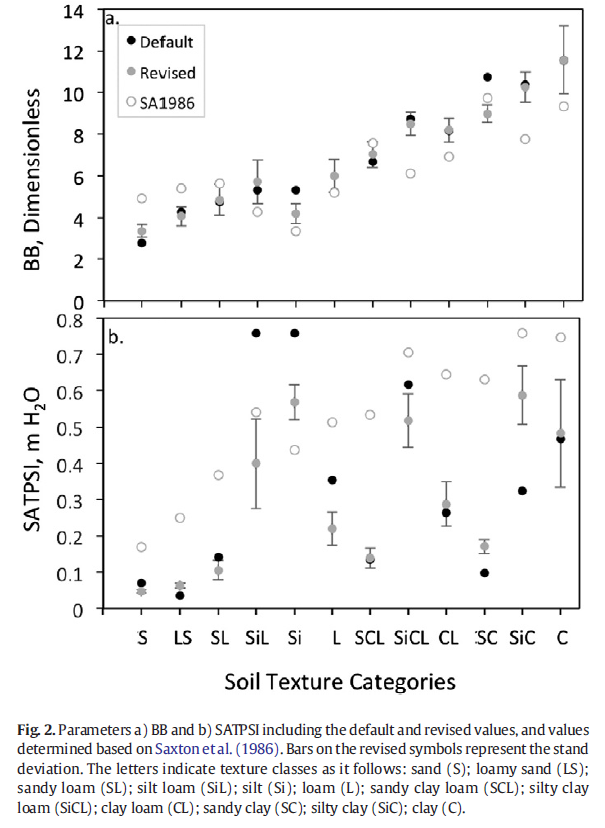 a.
14
12
10
8
6
4
2
0
BB, Dimensionless
Default
Revised
SA1986
b.
0.8
0.7
0.6
0.5
0.4
0.3
0.2
0.1
0
SATPSI, m H₂O
S LS SL SiL Si L SCL SiCL CL SC SiC C
Soil Texture Categories
Fig. 2. Parameters a) BB and b) SATPSI including the default and revised values, and values
determined based on Saxton et al. (1986). Bars on the revised symbols represent the stand
deviation. The letters indicate texture classes as it follows: sand (S); loamy sand (LS);
sandy loam (SL); silt loam (SiL); silt (Si); loam (L); sandy clay loam (SCL); silty clay
loam (SiCL); clay loam (CL); sandy clay (SC); silty clay (SiC); clay (C).